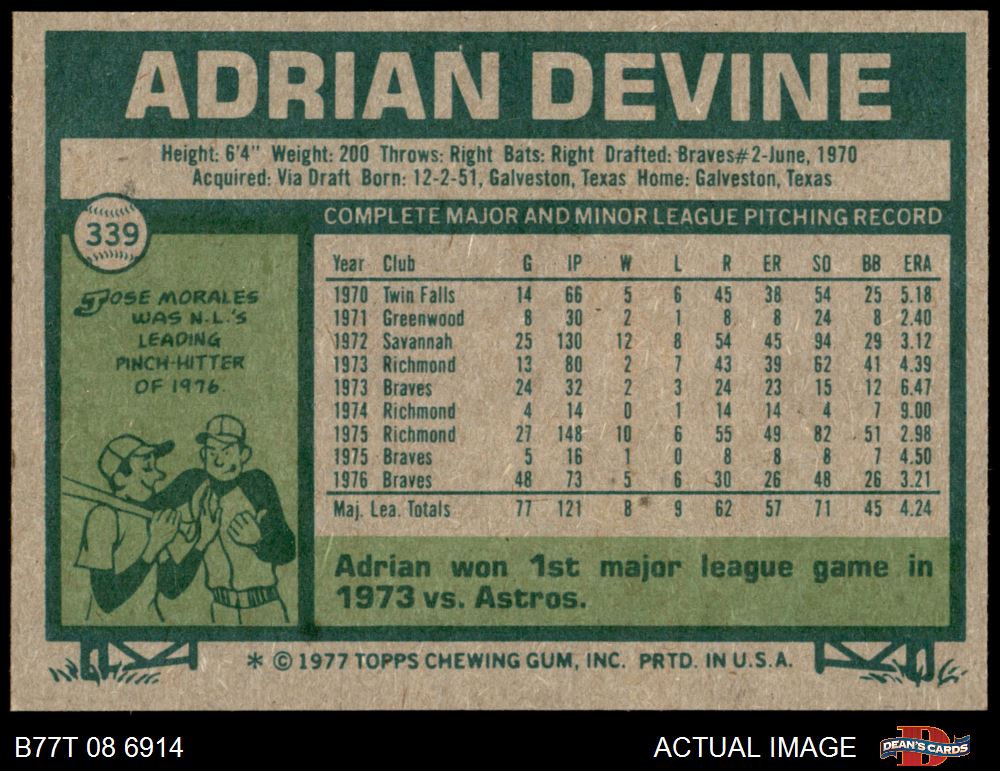 ADRIAN DEVINE
Height: 6'4" Weight: 200 Throws: Right Bats: Right Drafted: Braves#2-June, 1970
Acquired: Via Draft Born: 12-2-51, Galveston, Texas Home: Galveston, Texas
339
COMPLETE MAJOR AND MINOR LEAGUE PITCHING RECORD
JOSE MORALES
WAS N.L.'S
LEADING
PINCH-HITTER
OF 1976.
Year Club G IP W L R ER SO BB ERA
1970 Twin Falls 14 66 5 6 45 38 54 25 5.18
1971 Greenwood 8 30 2 1 8 8 24 8 2.40
1972 Savannah 25 130 12 8 54 45 94 29 3.12
1973 Richmond 13 80 2 7 43 39 62 41 4.39
1973 Braves 24 32 2 3 24 23 15 12 6.47
1974 Richmond 4 14 0 1 14 14 4 7 9.00
1975 Richmond 27 148 10 6 55 49 82 51 2.98
1975 Braves 5 16 1 0 8 8 8 7 4.50
1976 Braves 48 73 5 6 30 26 48 26 3.21
Maj. Lea. Totals 77 121 8 9 62 57 71 45 4.24
Adrian won 1st major league game in
1973 vs. Astros.
* © 1977 TOPPS CHEWING GUM, INC. PRTD. IN U.S.A.
B77T 08 6914
ACTUAL IMAGE
DEAN'S CARDS